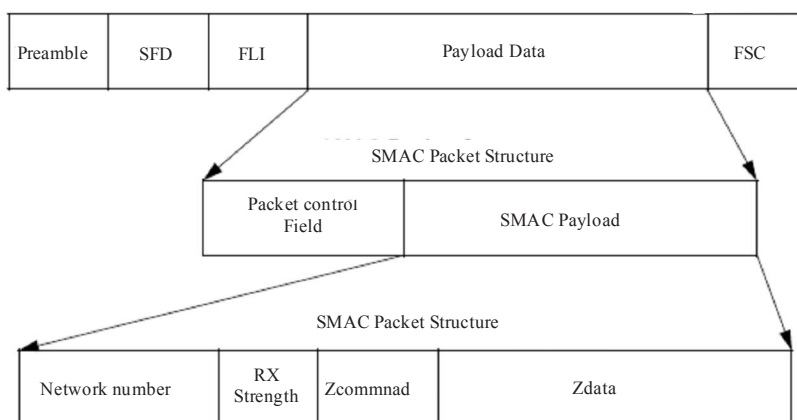 Preamble SFD FLI Payload Data FSC
SMAC Packet Structure
Packet control
Field
SMAC Payload
SMAC Packet Structure
Network number
RX
Strength
Zcommnad
Zdata